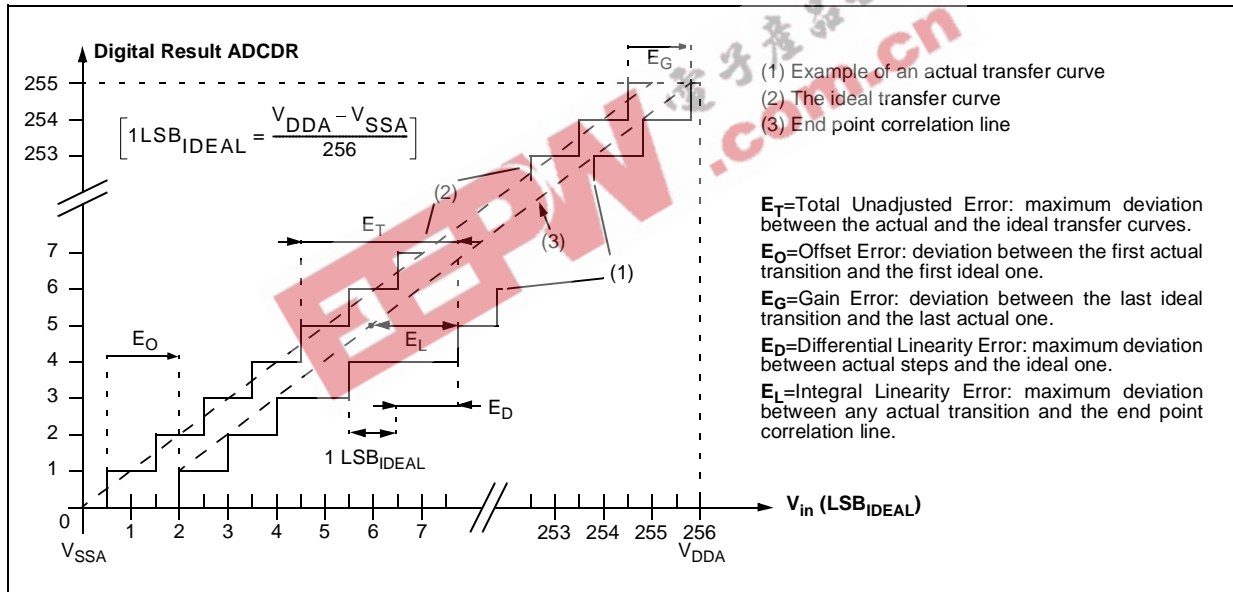 Digital Result ADCDR
E_G
(1) Example of an actual transfer curve
(2) The ideal transfer curve
(3) End point correlation line
255
254
253
1LSB_IDEAL = (V_DDA – V_SSA) / 256
(2)
E_T
(3)
(1)
7
6
5
4
3
2
1
0
E_O
E_L
E_D
1 LSB_IDEAL
E_T=Total Unadjusted Error: maximum deviation
between the actual and the ideal transfer curves.
E_O=Offset Error: deviation between the first actual
transition and the first ideal one.
E_G=Gain Error: deviation between the last ideal
transition and the last actual one.
E_D=Differential Linearity Error: maximum deviation
between actual steps and the ideal one.
E_L=Integral Linearity Error: maximum deviation
between any actual transition and the end point
correlation line.
V_in (LSB_IDEAL)
1 2 3 4 5 6 7 253 254 255 256
V_SSA V_DDA
EEPW
.com.cn
電子產品